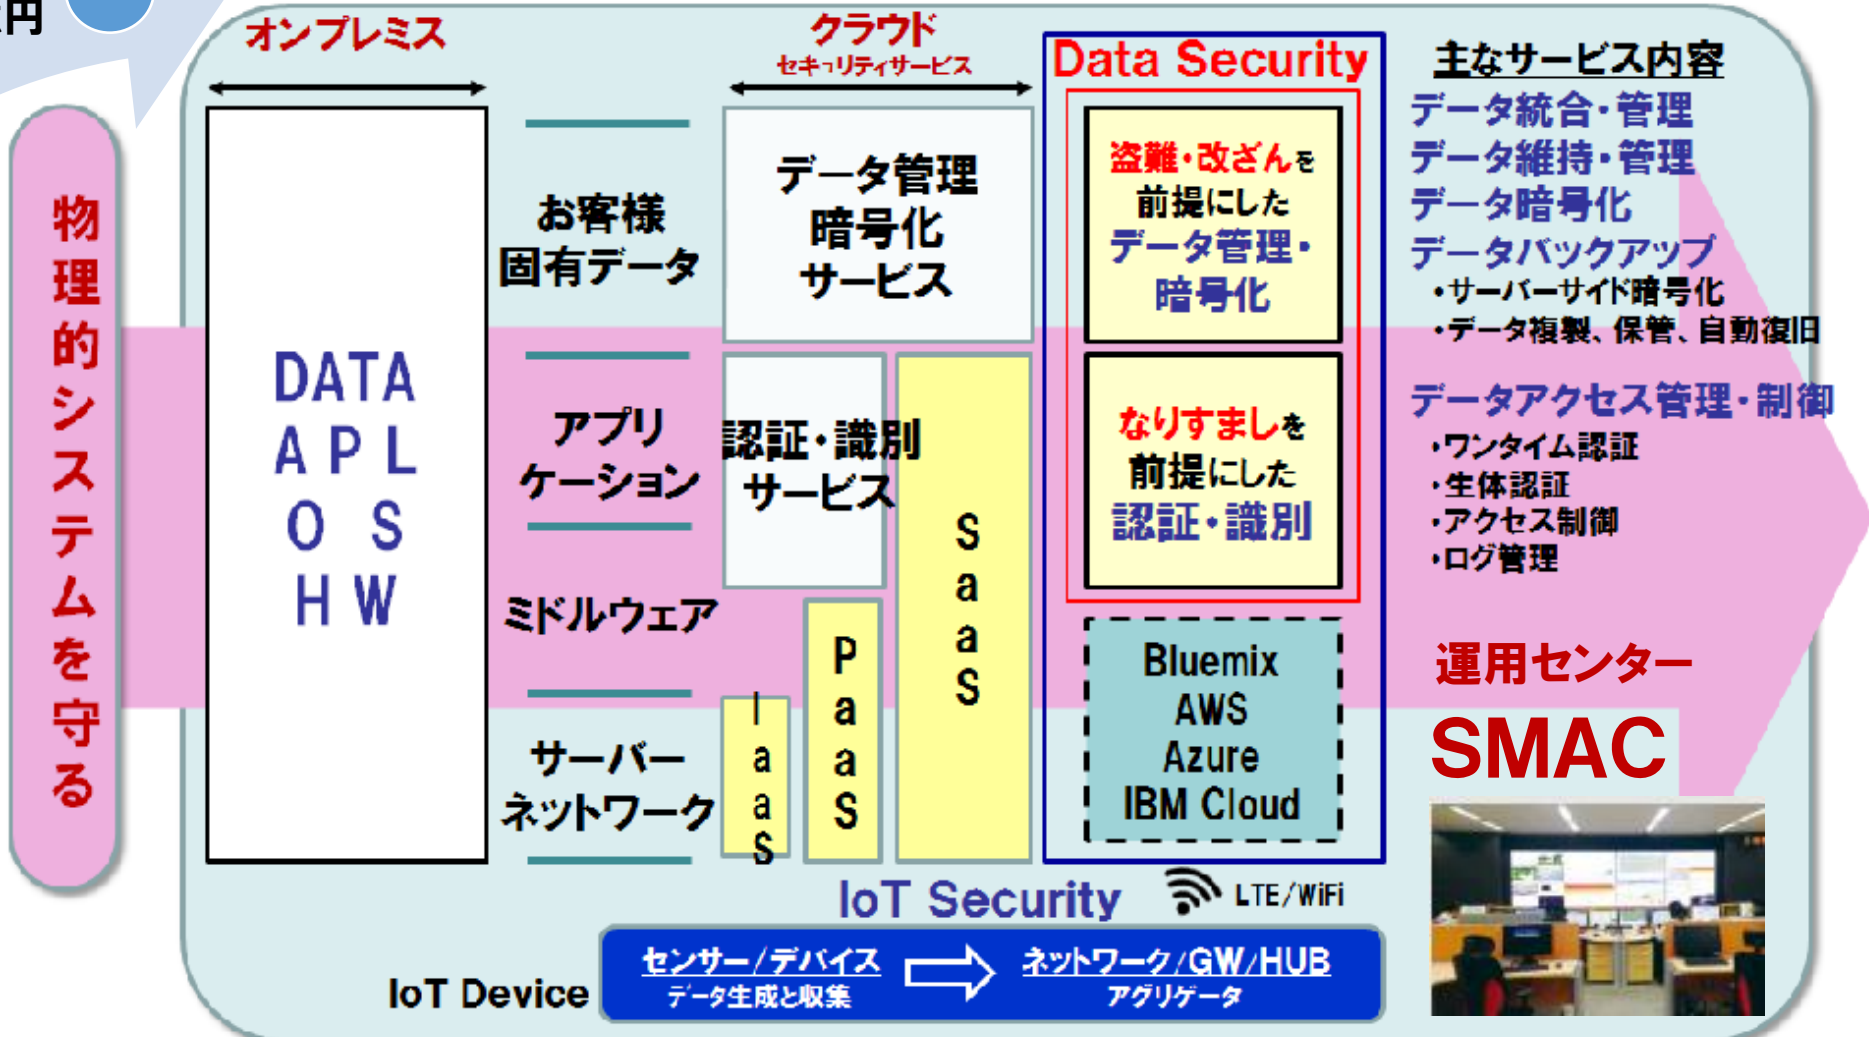 円
オンプレミス
クラウド
セキュリティサービス
Data Security
主なサービス内容
物理的システムを守る
DATA
A P L
O S
H W
お客様
固有データ
アプリ
ケーション
ミドルウェア
サーバー
ネットワーク
データ管理
暗号化
サービス
認証・識別
サービス
IaaS
PaaS
SaaS
盗難・改ざんを
前提にした
データ管理・
暗号化
なりすましを
前提にした
認証・識別
Bluemix
AWS
Azure
IBM Cloud
データ統合・管理
データ維持・管理
データ暗号化
データバックアップ
・サーバーサイド暗号化
・データ複製、保管、自動復旧
データアクセス管理・制御
・ワンタイム認証
・生体認証
・アクセス制御
・ログ管理
運用センター
SMAC
IoT Security
LTE/WiFi
IoT Device
センサー/デバイス
データ生成と収集
ネットワーク/GW/HUB
アグリゲータ